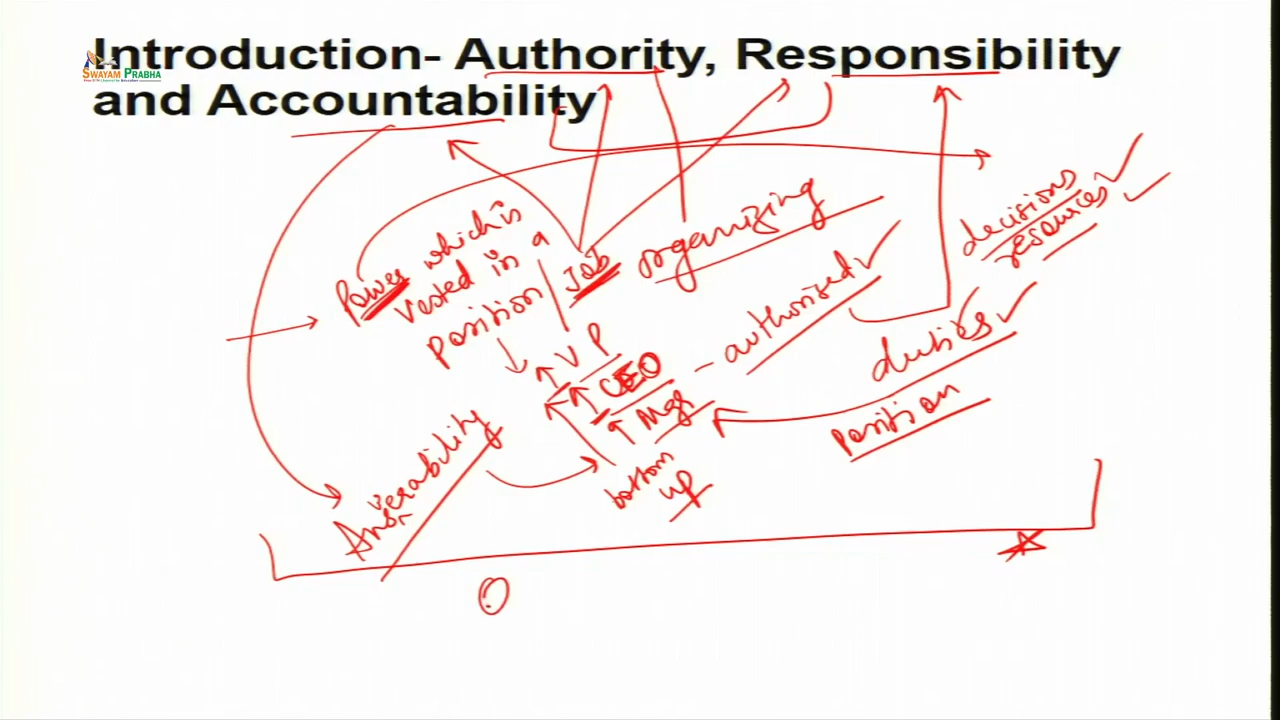 Introduction- Authority, Responsibility
and Accountability
SWAYAM PRABHA
decisions
resources
Power which is
vested in a
position
Job
organizing
VP
CEO
Mgr
authorized
duties
position
Answerability
bottom
up